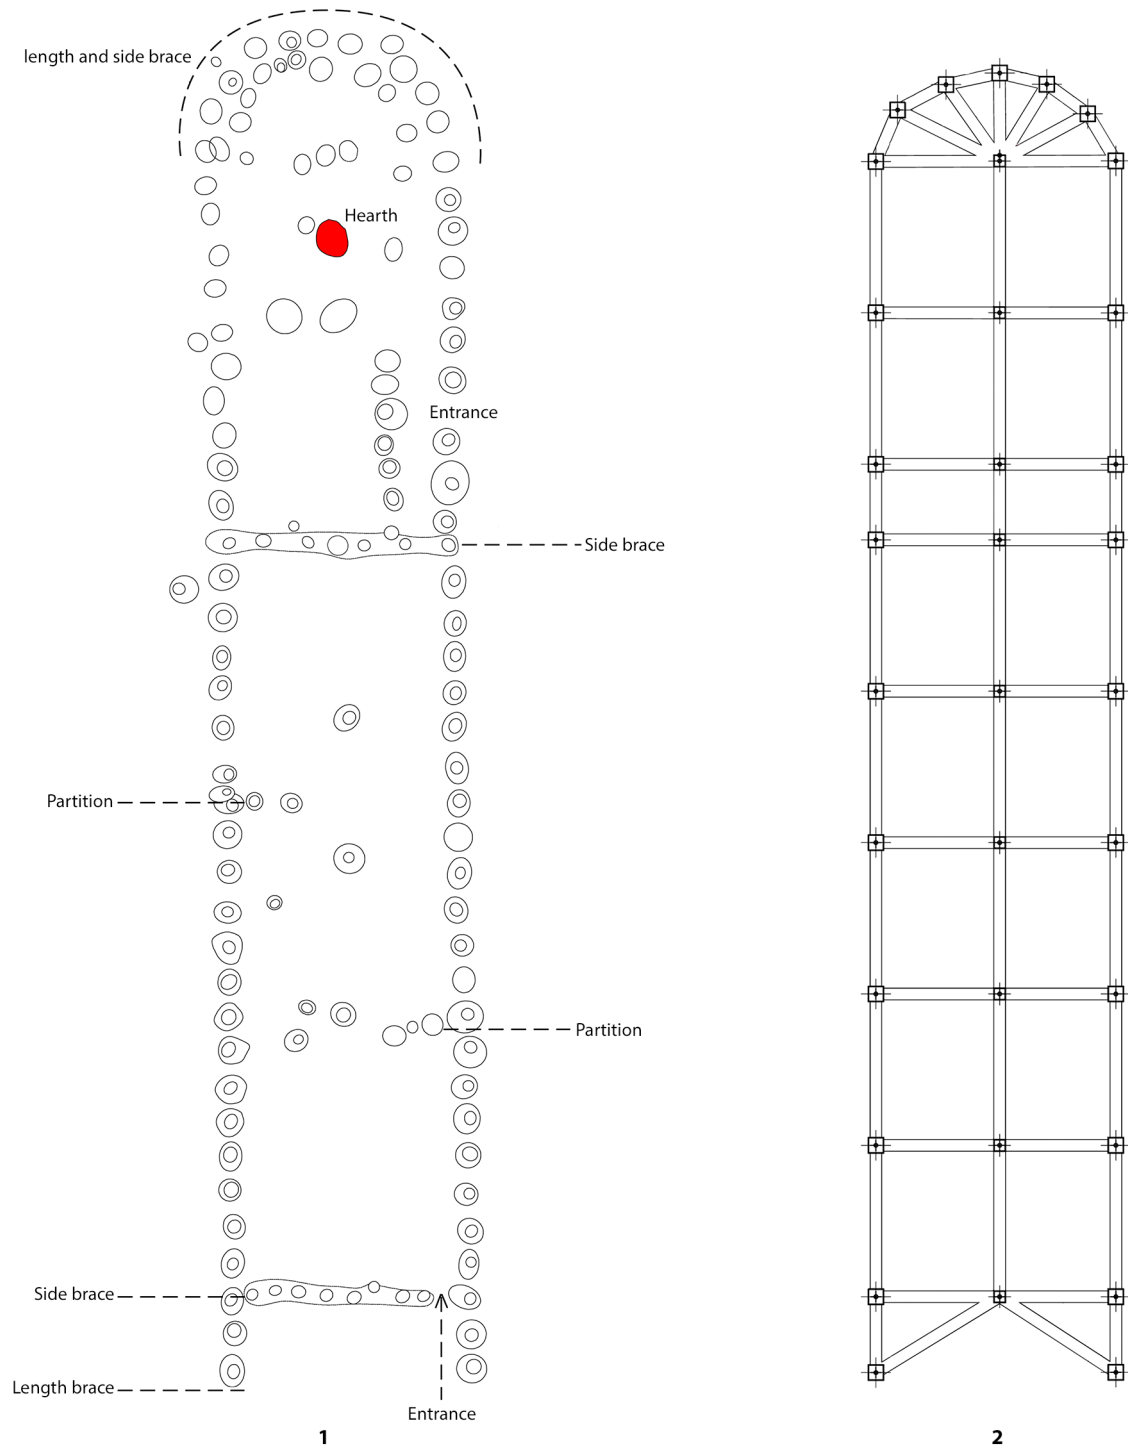 length and side brace
Hearth
Entrance
Side brace
Partition
Partition
Side brace
Length brace
Entrance
1
2